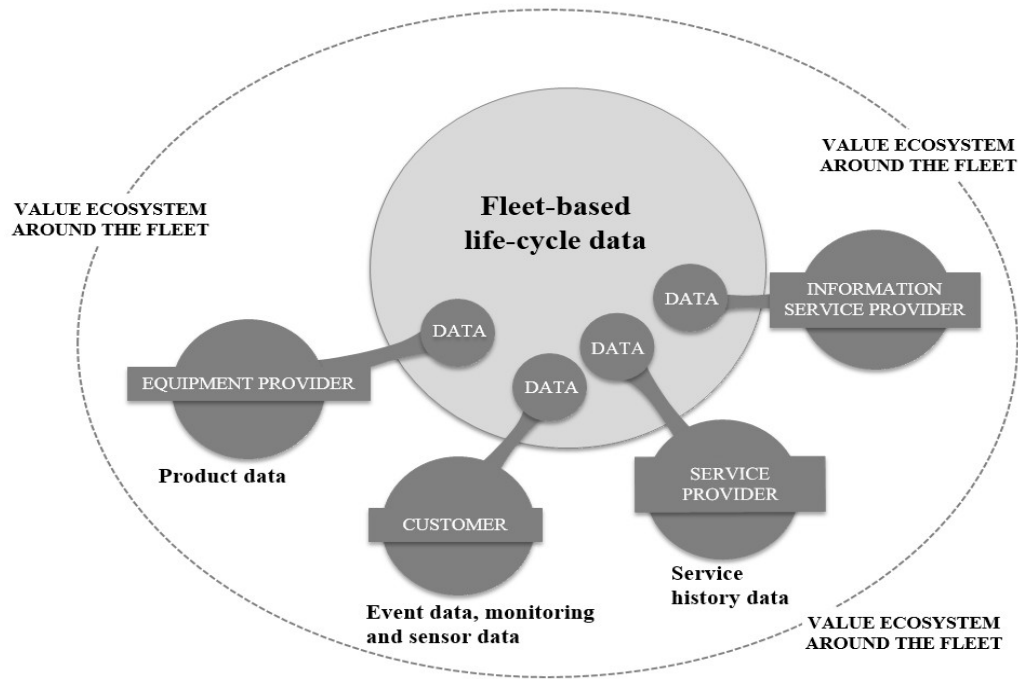 VALUE ECOSYSTEM
AROUND THE FLEET
VALUE ECOSYSTEM
AROUND THE FLEET
Fleet-based
life-cycle data
INFORMATION
SERVICE PROVIDER
DATA
DATA
DATA
DATA
EQUIPMENT PROVIDER
Product data
CUSTOMER
Event data, monitoring
and sensor data
SERVICE
PROVIDER
Service
history data
VALUE ECOSYSTEM
AROUND THE FLEET